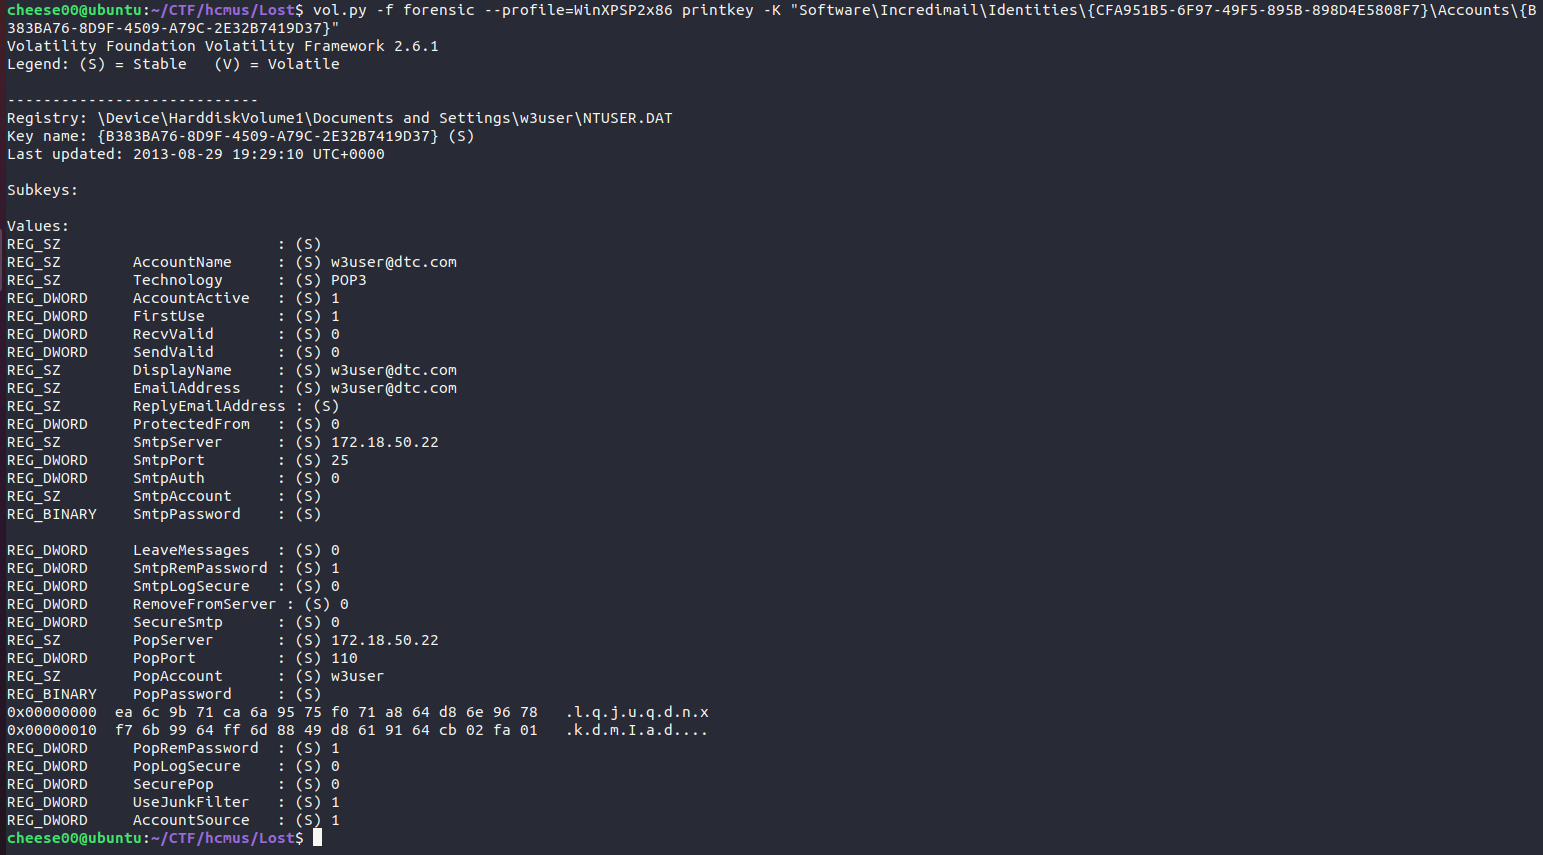 cheese00@ubuntu:~/CTF/hcmus/Lost$ vol.py -f forensic --profile=WinXPSP2x86 printkey -K "Software\Incredimail\Identities\{CFA951B5-6F97-49F5-895B-898D4E5808F7}\Accounts\{B
383BA76-8D9F-4509-A79C-2E32B7419D37}"
Volatility Foundation Volatility Framework 2.6.1
Legend: (S) = Stable   (V) = Volatile
----------------------------
Registry: \Device\HarddiskVolume1\Documents and Settings\w3user\NTUSER.DAT
Key name: {B383BA76-8D9F-4509-A79C-2E32B7419D37} (S)
Last updated: 2013-08-29 19:29:10 UTC+0000
Subkeys:
Values:
REG_SZ                        : (S)
REG_SZ        AccountName     : (S) w3user@dtc.com
REG_SZ        Technology      : (S) POP3
REG_DWORD     AccountActive   : (S) 1
REG_DWORD     FirstUse        : (S) 1
REG_DWORD     RecvValid       : (S) 0
REG_DWORD     SendValid       : (S) 0
REG_SZ        DisplayName     : (S) w3user@dtc.com
REG_SZ        EmailAddress    : (S) w3user@dtc.com
REG_SZ        ReplyEmailAddress : (S)
REG_DWORD     ProtectedFrom   : (S) 0
REG_SZ        SmtpServer      : (S) 172.18.50.22
REG_DWORD     SmtpPort        : (S) 25
REG_DWORD     SmtpAuth        : (S) 0
REG_SZ        SmtpAccount     : (S)
REG_BINARY    SmtpPassword    : (S)
REG_DWORD     LeaveMessages   : (S) 0
REG_DWORD     SmtpRemPassword : (S) 1
REG_DWORD     SmtpLogSecure   : (S) 0
REG_DWORD     RemoveFromServer : (S) 0
REG_DWORD     SecureSmtp      : (S) 0
REG_SZ        PopServer       : (S) 172.18.50.22
REG_DWORD     PopPort         : (S) 110
REG_SZ        PopAccount      : (S) w3user
REG_BINARY    PopPassword     : (S)
0x00000000  ea 6c 9b 71 ca 6a 95 75 f0 71 a8 64 d8 6e 96 78   .l.q.j.u.q.d.n.x
0x00000010  f7 6b 99 64 ff 6d 88 49 d8 61 91 64 cb 02 fa 01   .k.d.m.I.a.d....
REG_DWORD     PopRemPassword  : (S) 1
REG_DWORD     PopLogSecure    : (S) 0
REG_DWORD     SecurePop       : (S) 0
REG_DWORD     UseJunkFilter   : (S) 1
REG_DWORD     AccountSource   : (S) 1
cheese00@ubuntu:~/CTF/hcmus/Lost$